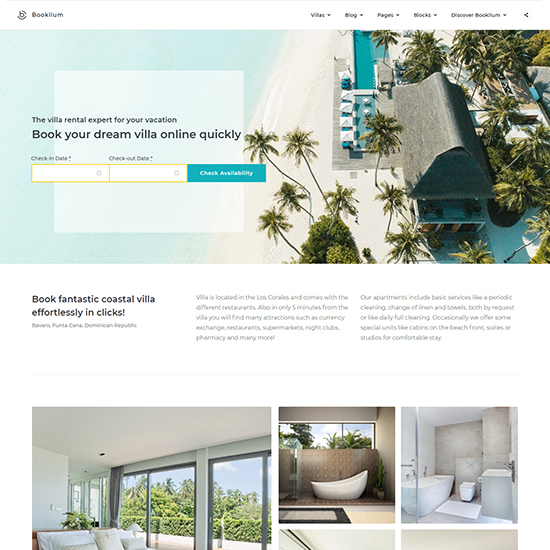 Booklium
Villas Blog Pages Blocks Discover Booklium
The villa rental expert for your vacation
Book your dream villa online quickly
Check-in Date * Check-out Date *
Check Availability
Book fantastic coastal villa
effortlessly in clicks!
Bavaro, Punta Cana, Dominican Republic
Villa is located in the Los Corales and comes with the
different restaurants. Also in only 5 minutes from the
villa you will find many attractions such as currency
exchange, restaurants, supermarkets, night clubs,
pharmacy and many more!
Our apartments include basic services like a periodic
cleaning, change of linen and towels, both by request
or like daily full cleaning. Occasionally we offer some
special units like cabins on the beach front, suites or
studios for comfortable stay.